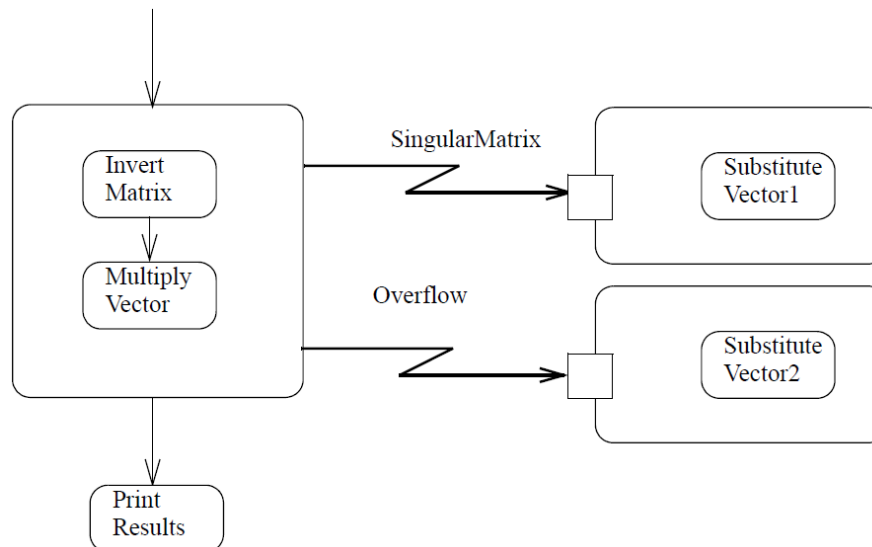 SingularMatrix
Invert
Matrix
Substitute
Vector1
Multiply
Vector
Overflow
Substitute
Vector2
Print
Results